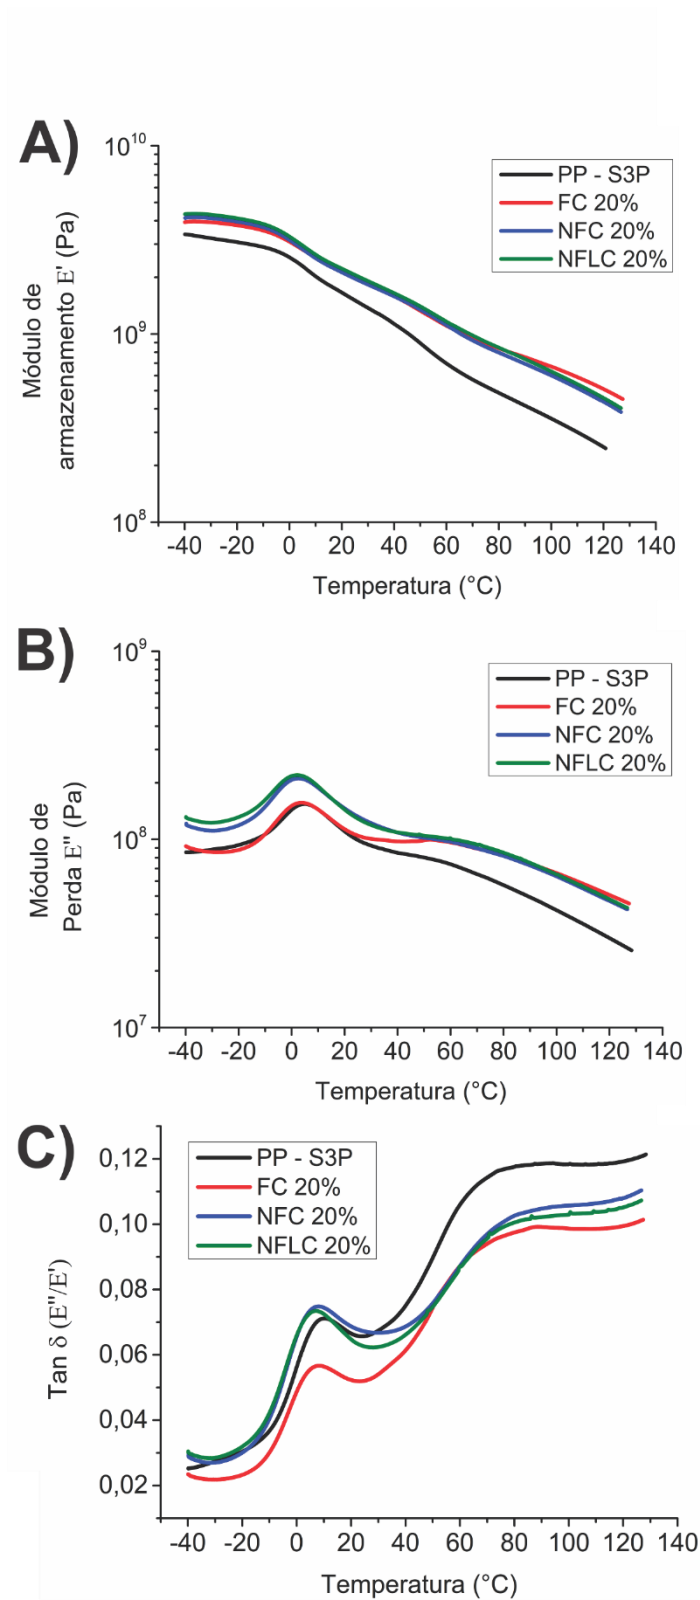 A)
10¹⁰
10⁹
10⁸
Módulo de
armazenamento E' (Pa)
PP - S3P
FC 20%
NFC 20%
NFLC 20%
-40 -20 0 20 40 60 80 100 120 140
Temperatura (°C)
B)
10⁹
10⁸
10⁷
Módulo de
Perda E'' (Pa)
PP - S3P
FC 20%
NFC 20%
NFLC 20%
-40 -20 0 20 40 60 80 100 120 140
Temperatura (°C)
C)
0,12
0,10
0,08
0,06
0,04
0,02
Tan δ (E''/E')
PP - S3P
FC 20%
NFC 20%
NFLC 20%
-40 -20 0 20 40 60 80 100 120 140
Temperatura (°C)